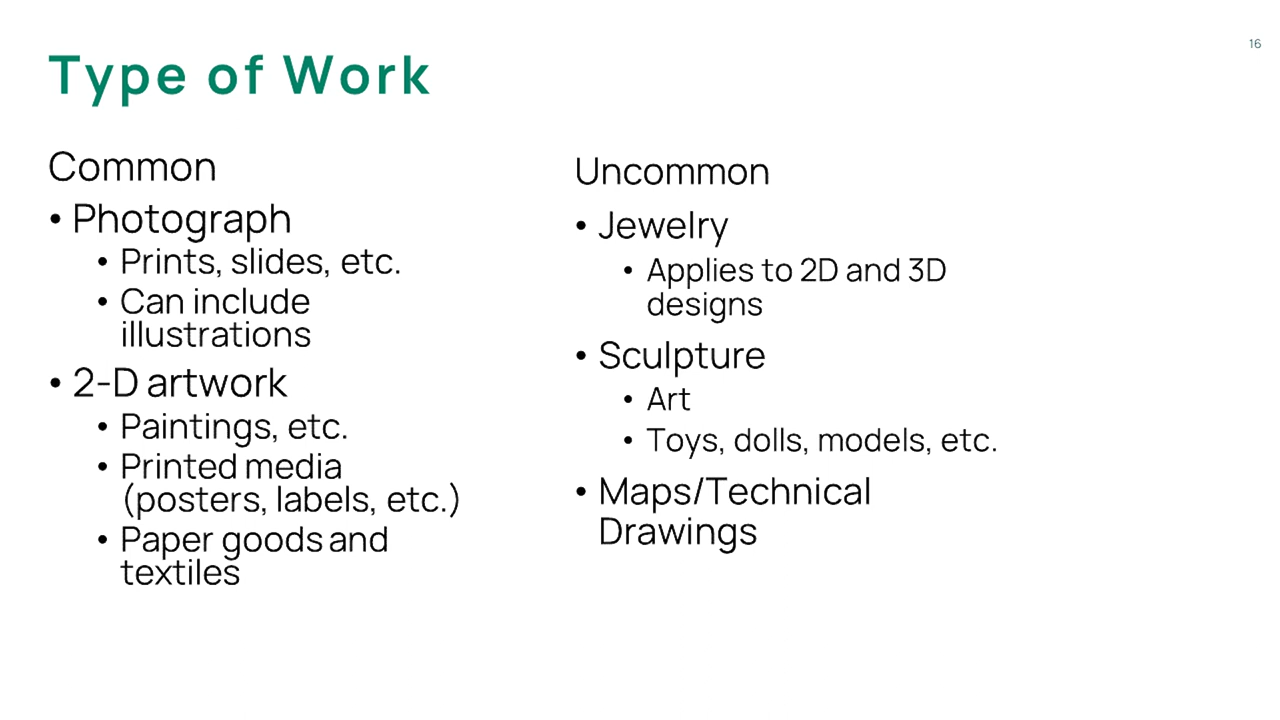 16
Type of Work
Common
• Photograph
• Prints, slides, etc.
• Can include
illustrations
• 2-D artwork
• Paintings, etc.
• Printed media
(posters, labels, etc.)
• Paper goods and
textiles
Uncommon
• Jewelry
• Applies to 2D and 3D
designs
• Sculpture
• Art
• Toys, dolls, models, etc.
• Maps/Technical
Drawings